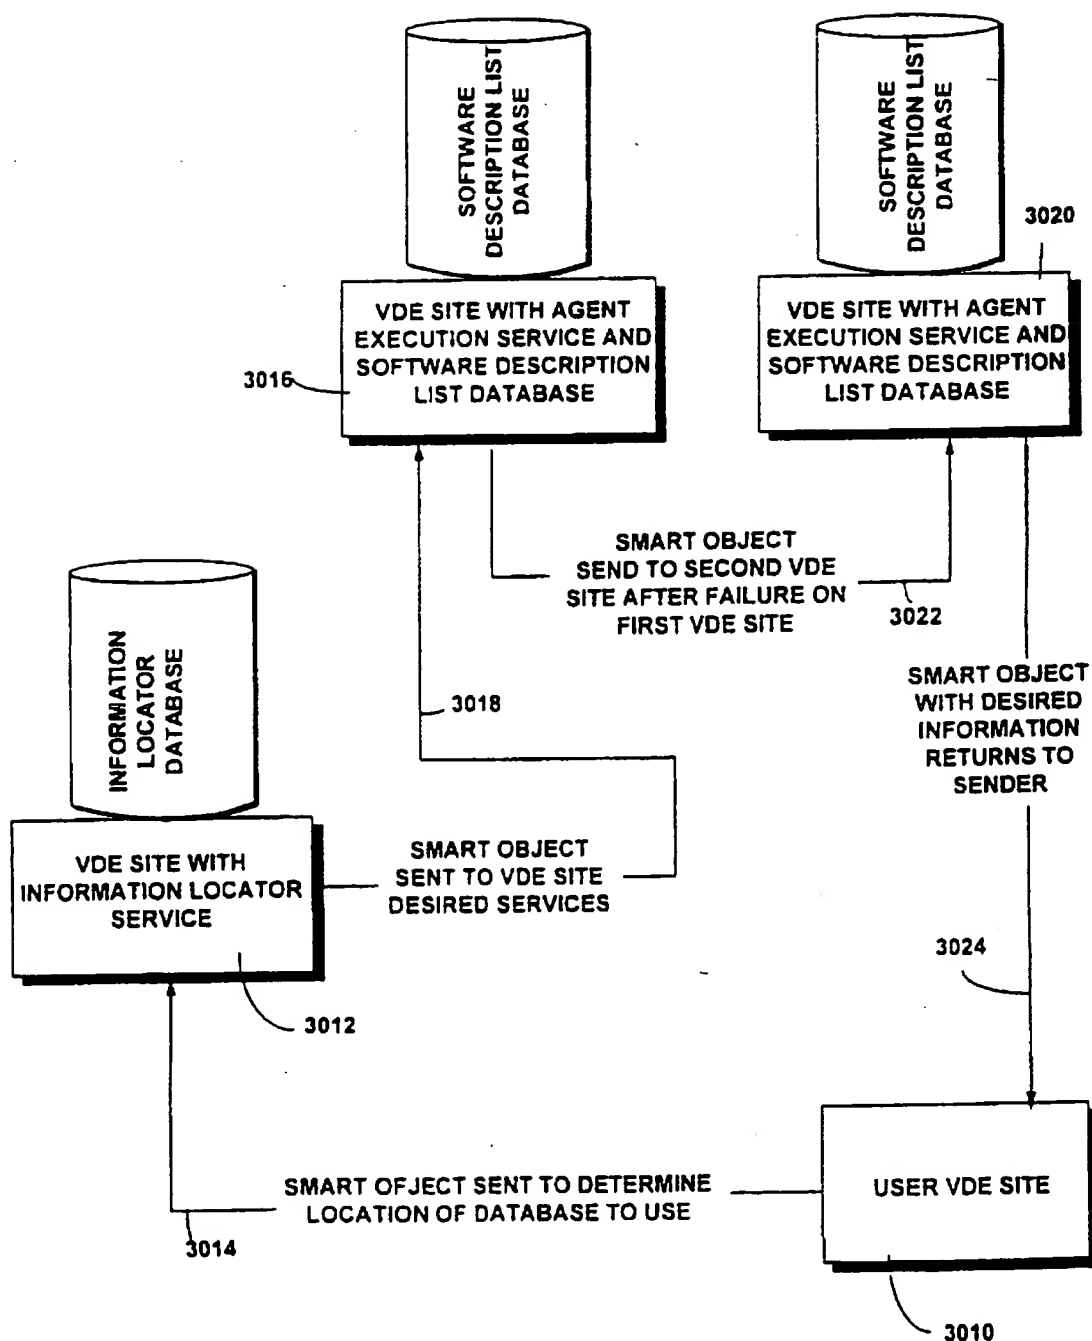 SOFTWARE
DESCRIPTION LIST
DATABASE
SOFTWARE
DESCRIPTION LIST
DATABASE
3020
VDE SITE WITH AGENT
EXECUTION SERVICE AND
SOFTWARE DESCRIPTION
LIST DATABASE
3016
VDE SITE WITH AGENT
EXECUTION SERVICE AND
SOFTWARE DESCRIPTION
LIST DATABASE
SMART OBJECT
SEND TO SECOND VDE
SITE AFTER FAILURE ON
FIRST VDE SITE
3022
INFORMATION
LOCATOR
DATABASE
3018
SMART OBJECT
WITH DESIRED
INFORMATION
RETURNS TO
SENDER
VDE SITE WITH
INFORMATION LOCATOR
SERVICE
SMART OBJECT
SENT TO VDE SITE
DESIRED SERVICES
3024
3012
SMART OFJECT SENT TO DETERMINE
LOCATION OF DATABASE TO USE
USER VDE SITE
3014
3010